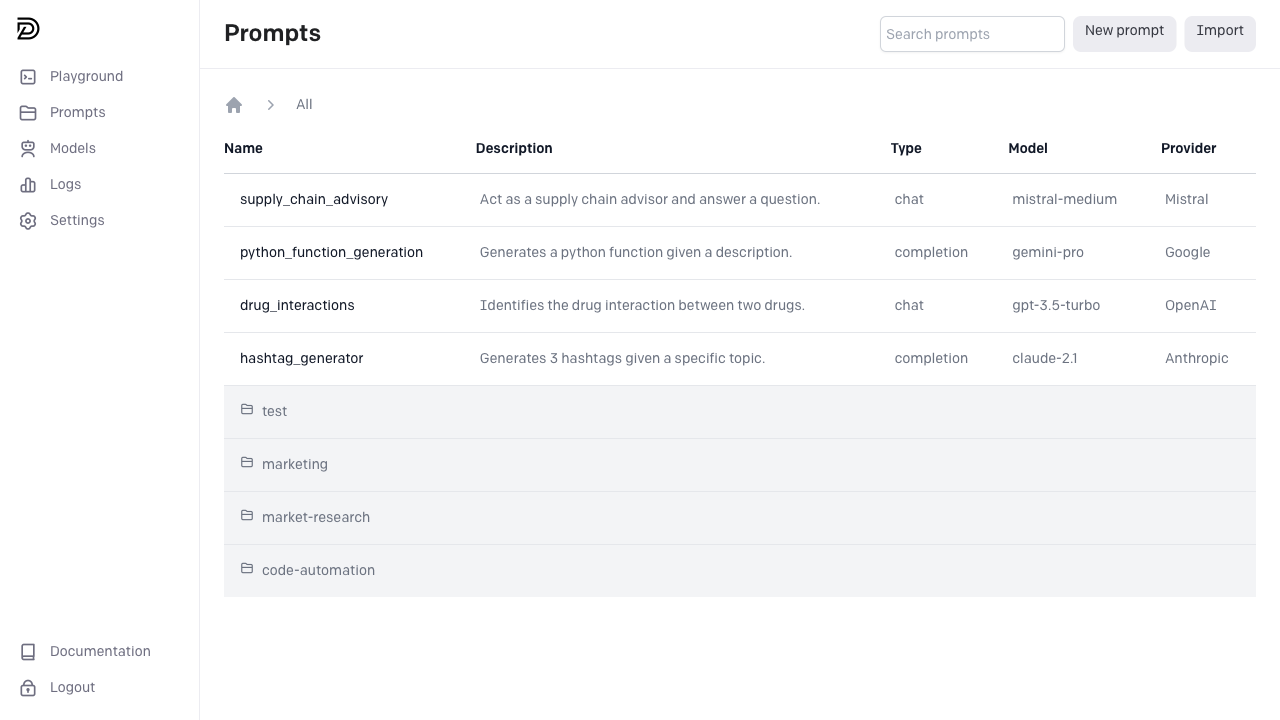 Prompts
Search prompts
New prompt
Import
Playground
Prompts
Models
Logs
Settings
Documentation
Logout
All
Name Description Type Model Provider
supply_chain_advisory Act as a supply chain advisor and answer a question. chat mistral-medium Mistral
python_function_generation Generates a python function given a description. completion gemini-pro Google
drug_interactions Identifies the drug interaction between two drugs. chat gpt-3.5-turbo OpenAI
hashtag_generator Generates 3 hashtags given a specific topic. completion claude-2.1 Anthropic
test
marketing
market-research
code-automation